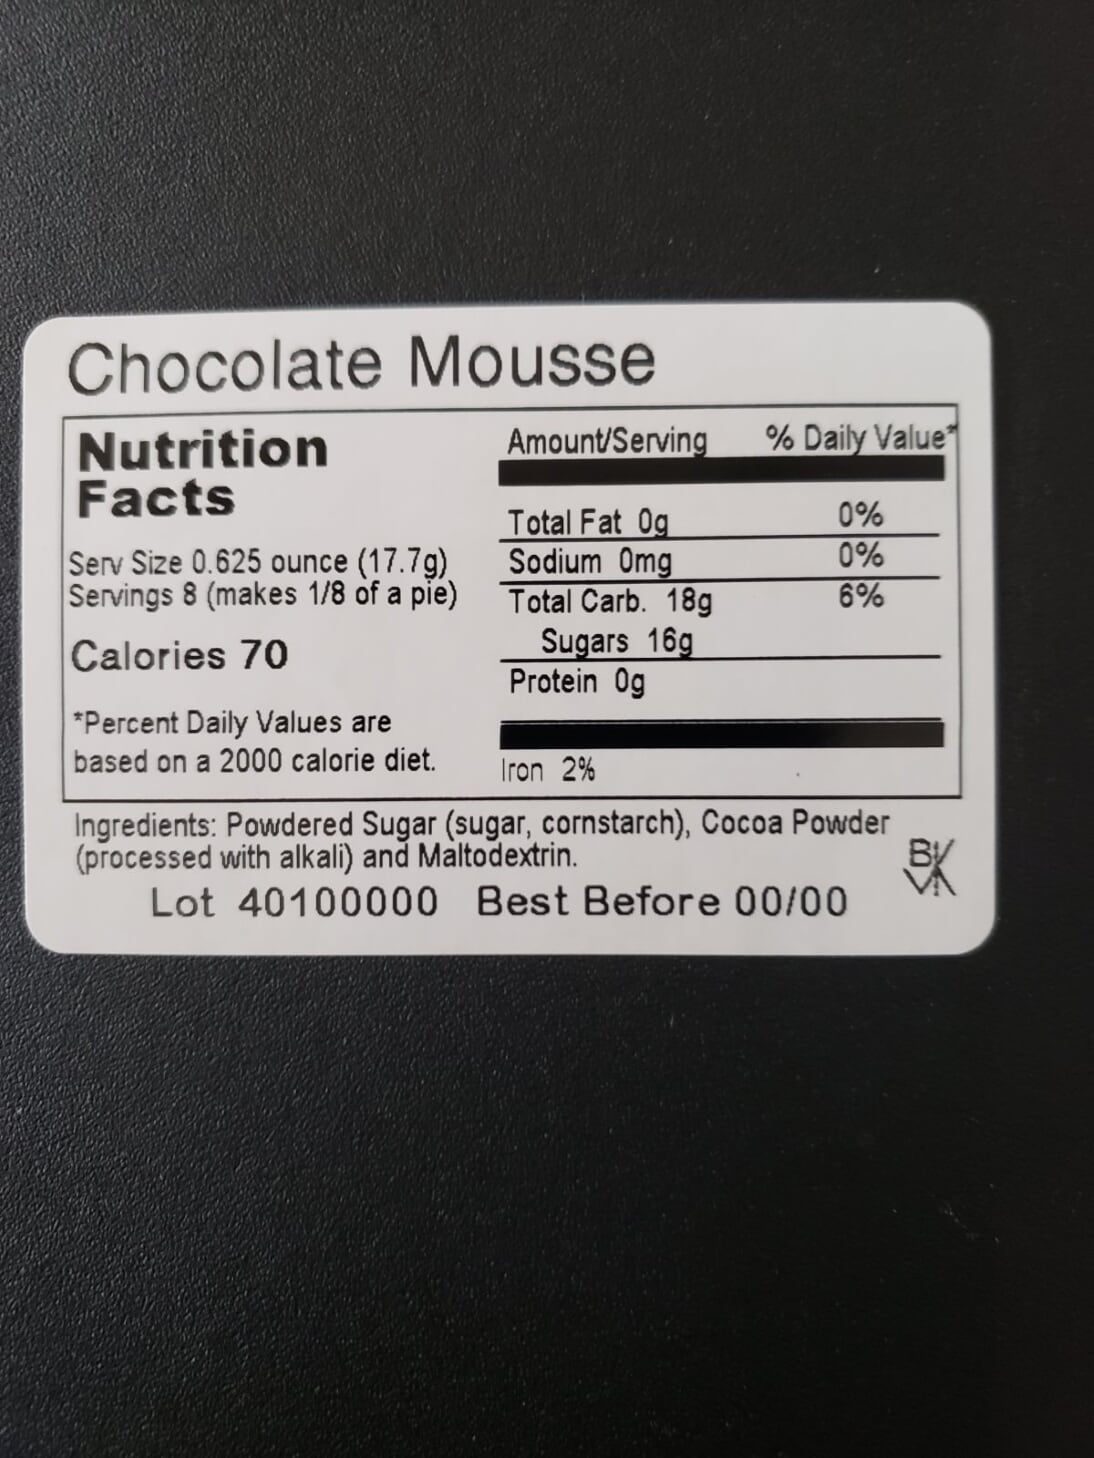 Chocolate Mousse
Nutrition
Facts
Serv Size 0.625 ounce (17.7g)
Servings 8 (makes 1/8 of a pie)
Calories 70
*Percent Daily Values are
based on a 2000 calorie diet.
Amount/Serving % Daily Value*
Total Fat 0g 0%
Sodium 0mg 0%
Total Carb. 18g 6%
Sugars 16g
Protein 0g
Iron 2%
Ingredients: Powdered Sugar (sugar, cornstarch), Cocoa Powder
(processed with alkali) and Maltodextrin.
Lot 40100000 Best Before 00/00